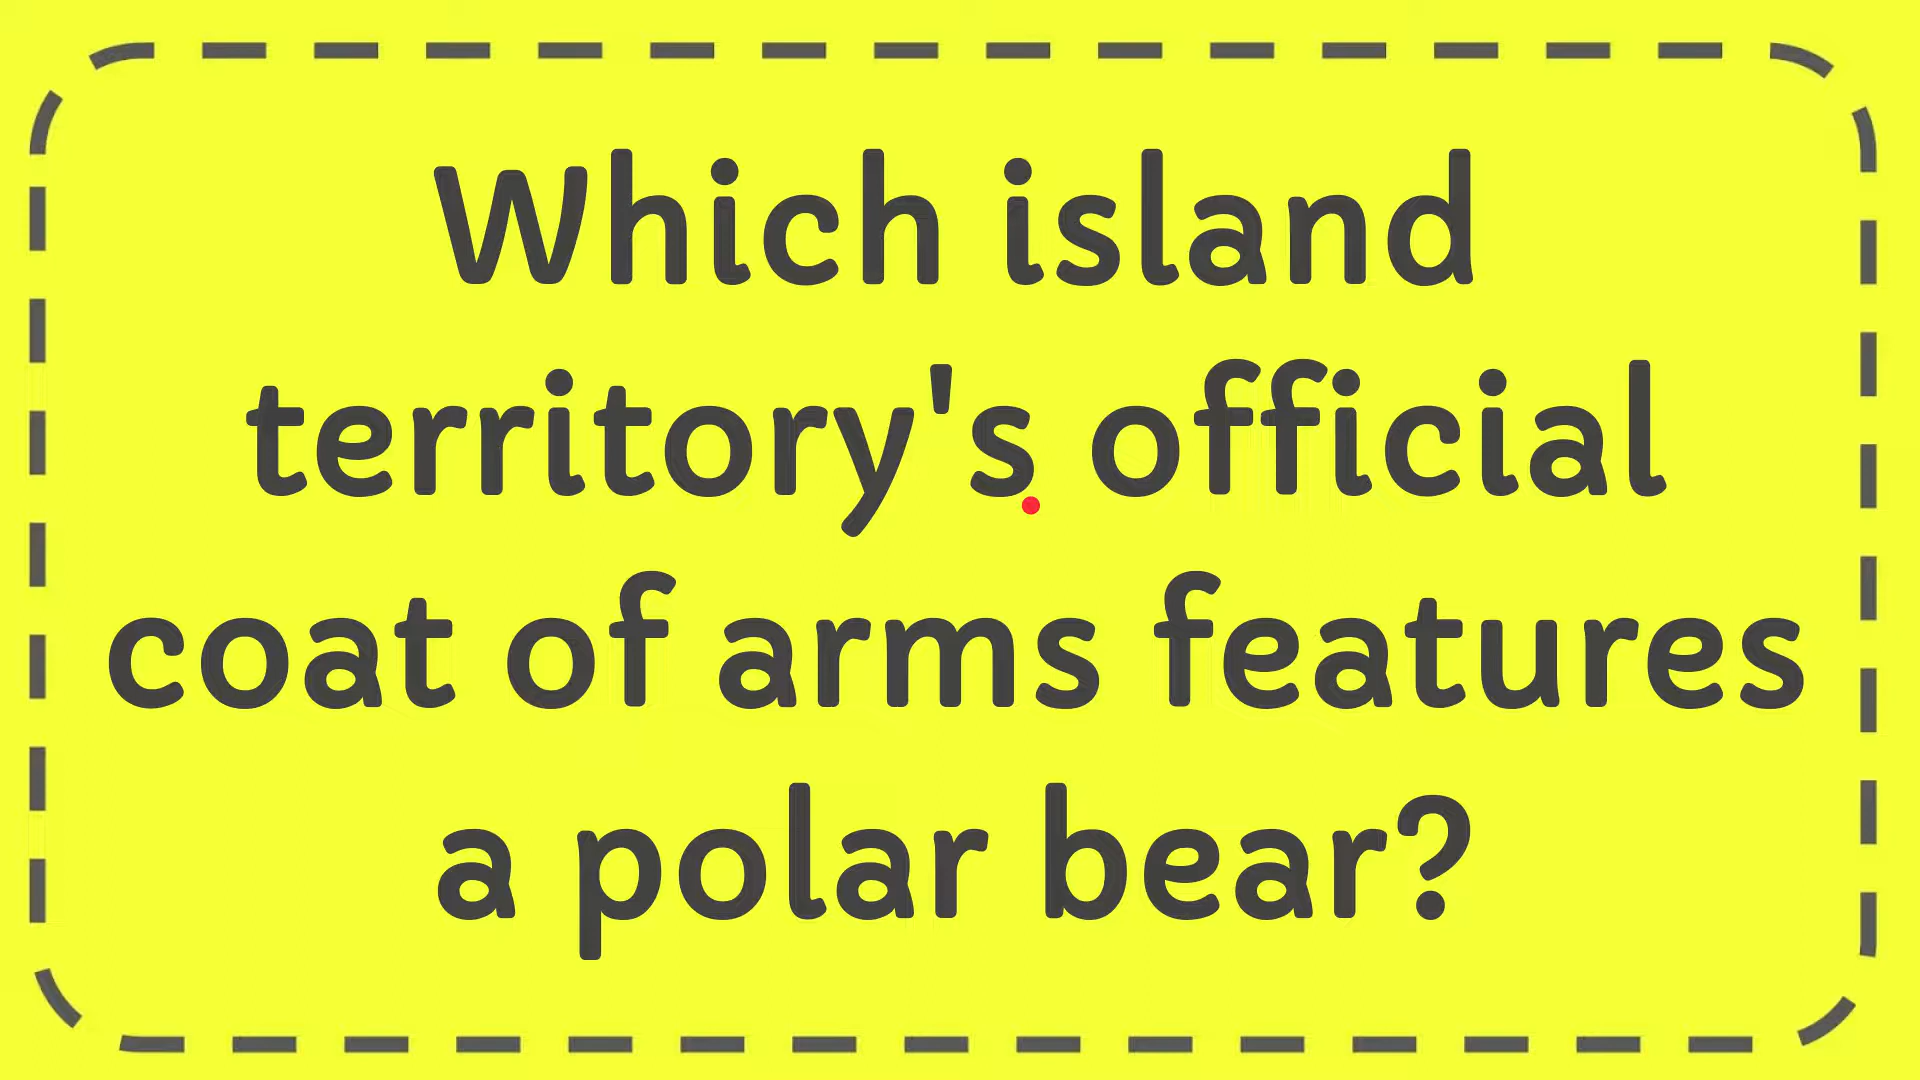 Which island
territory's official
coat of arms features
a polar bear?